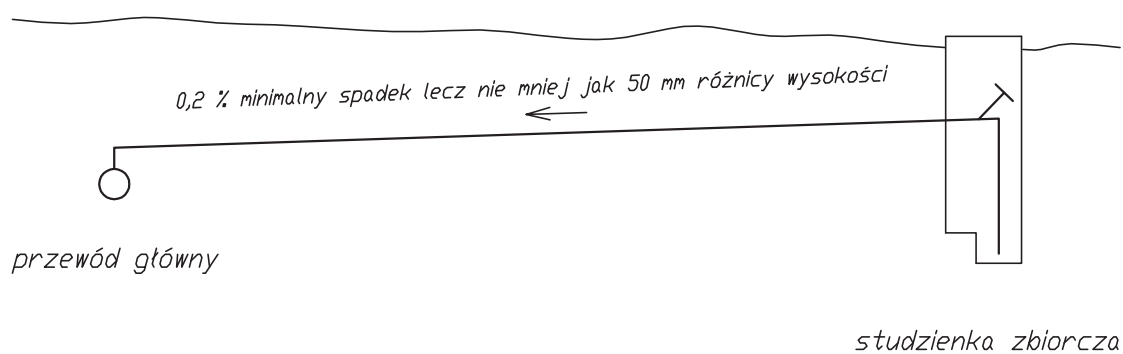 0,2 % minimalny spadek lecz nie mniej jak 50 mm różnicy wysokości
przewód główny
studzienka zbiorcza